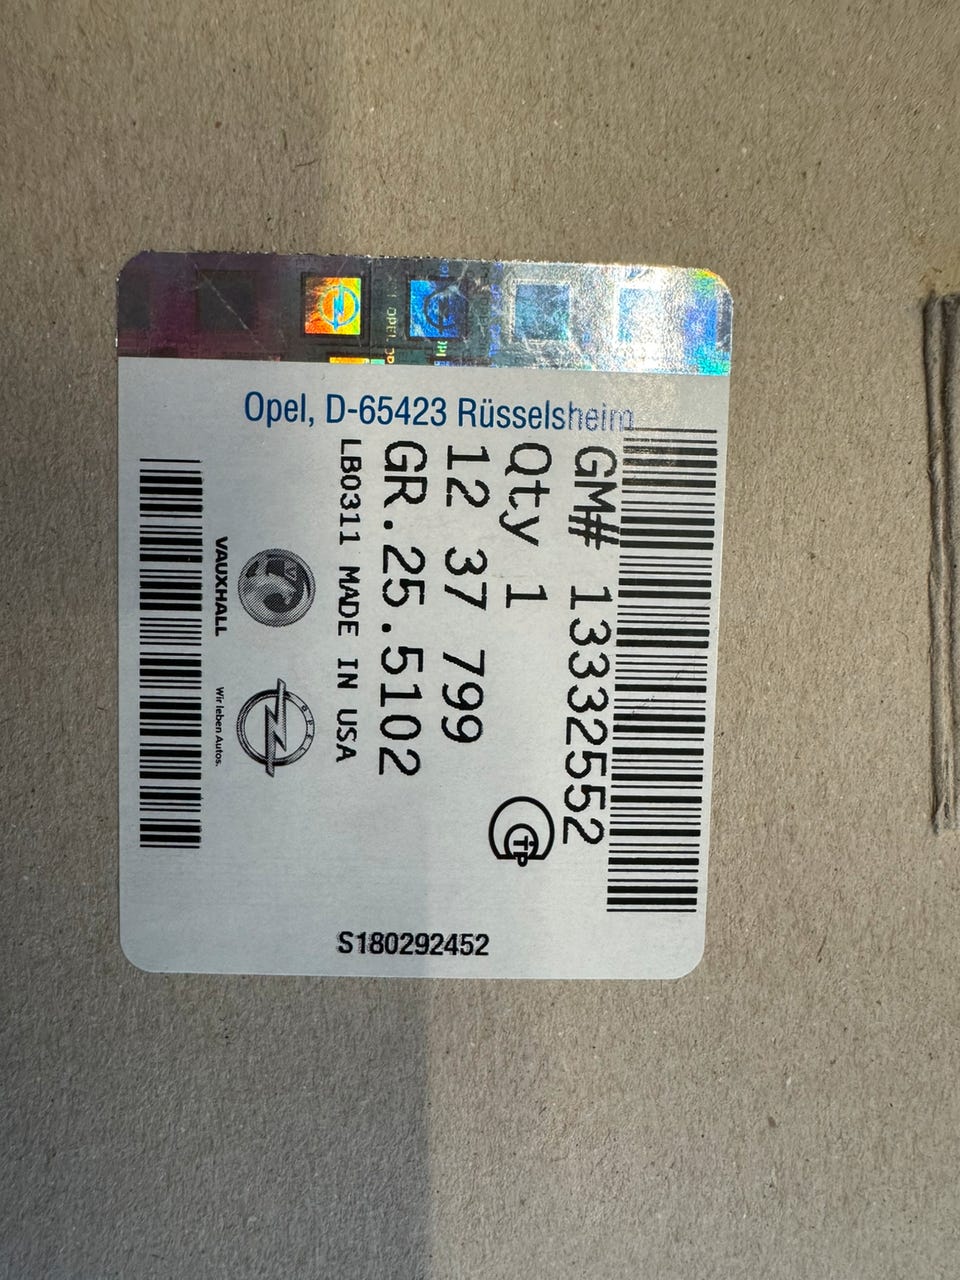 Opel, D-65423 Rüsselsheim
GM# 13332552
Qty 1
12 37 799
GR.25.5102
LB0311 MADE IN USA
VAUXHALL
OPEL
Wir leben Autos.
S180292452